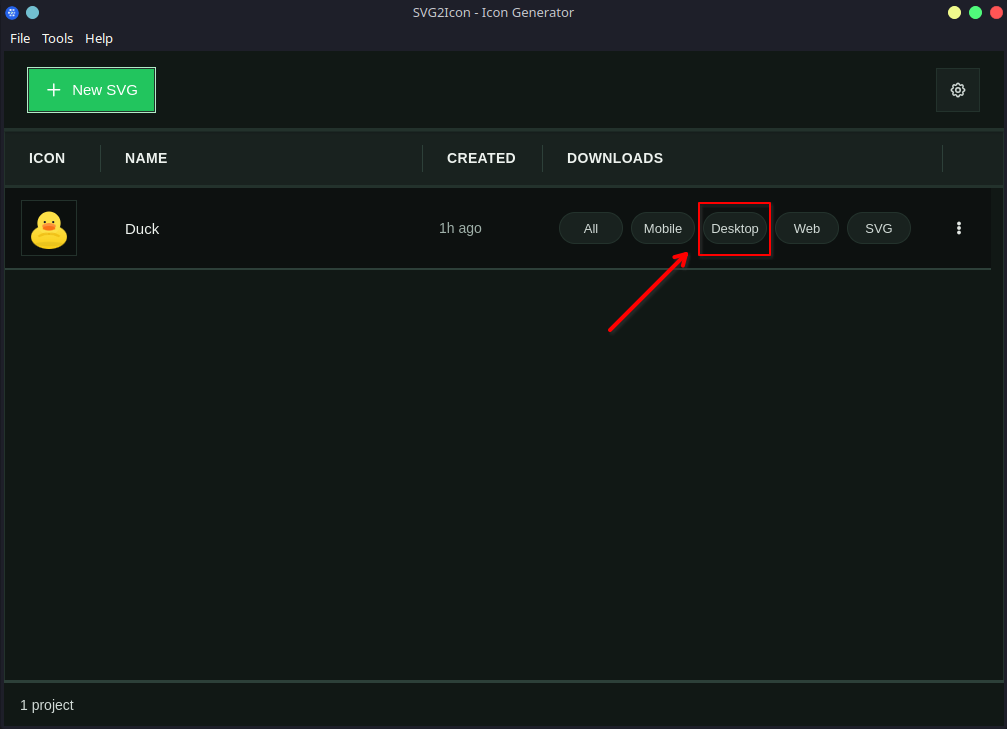 SVG2Icon - Icon Generator
File Tools Help
New SVG
ICON NAME CREATED DOWNLOADS
Duck 1h ago All Mobile Desktop Web SVG
1 project